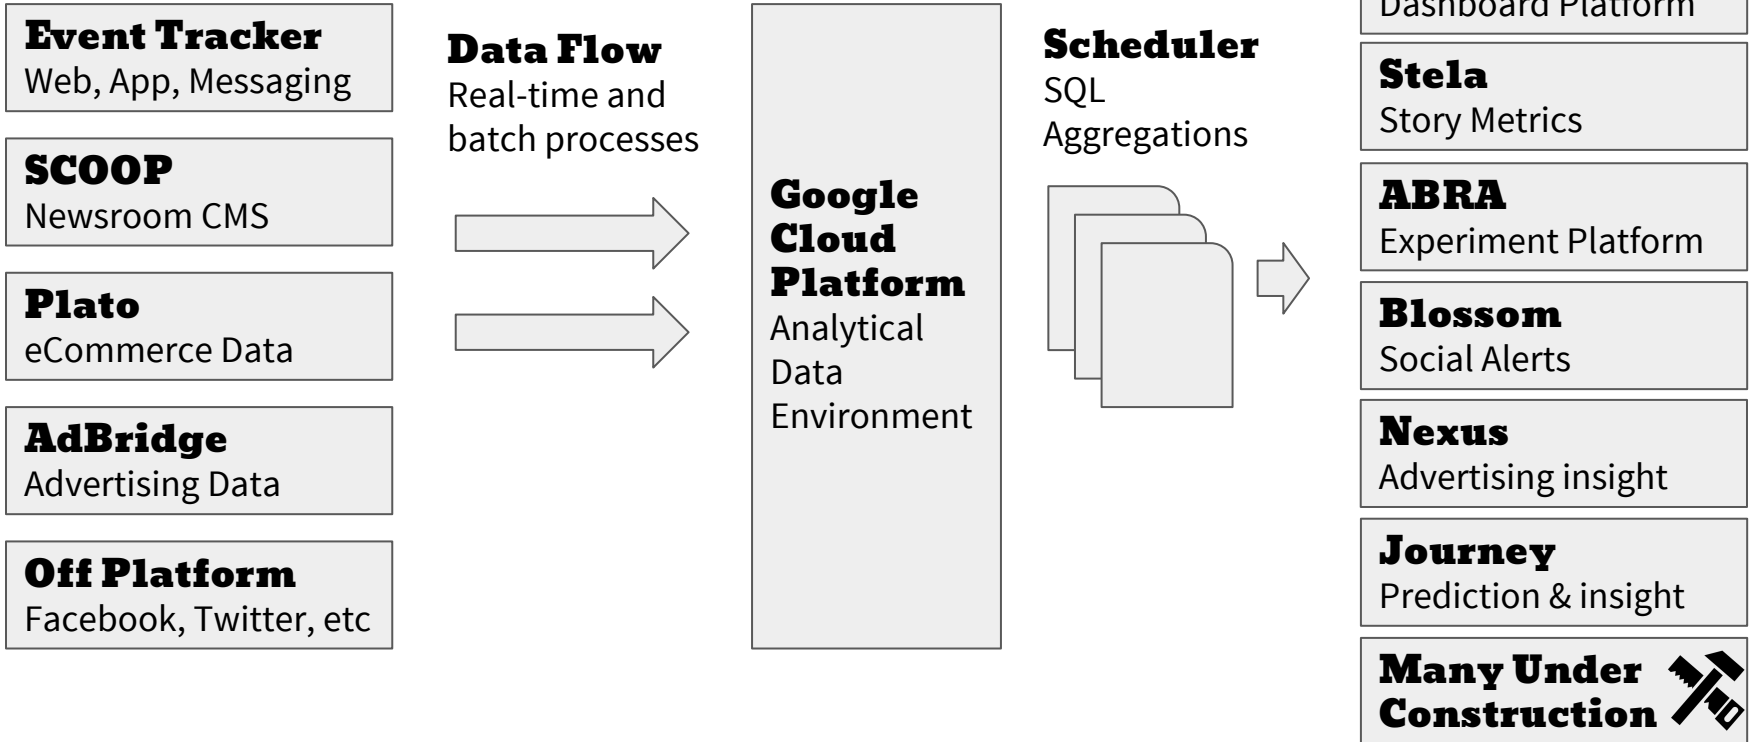 Event Tracker
Web, App, Messaging
SCOOP
Newsroom CMS
Plato
eCommerce Data
AdBridge
Advertising Data
Off Platform
Facebook, Twitter, etc
Data Flow
Real-time and
batch processes
Google
Cloud
Platform
Analytical
Data
Environment
Scheduler
SQL
Aggregations
Dashboard Platform
Stela
Story Metrics
ABRA
Experiment Platform
Blossom
Social Alerts
Nexus
Advertising insight
Journey
Prediction & insight
Many Under
Construction